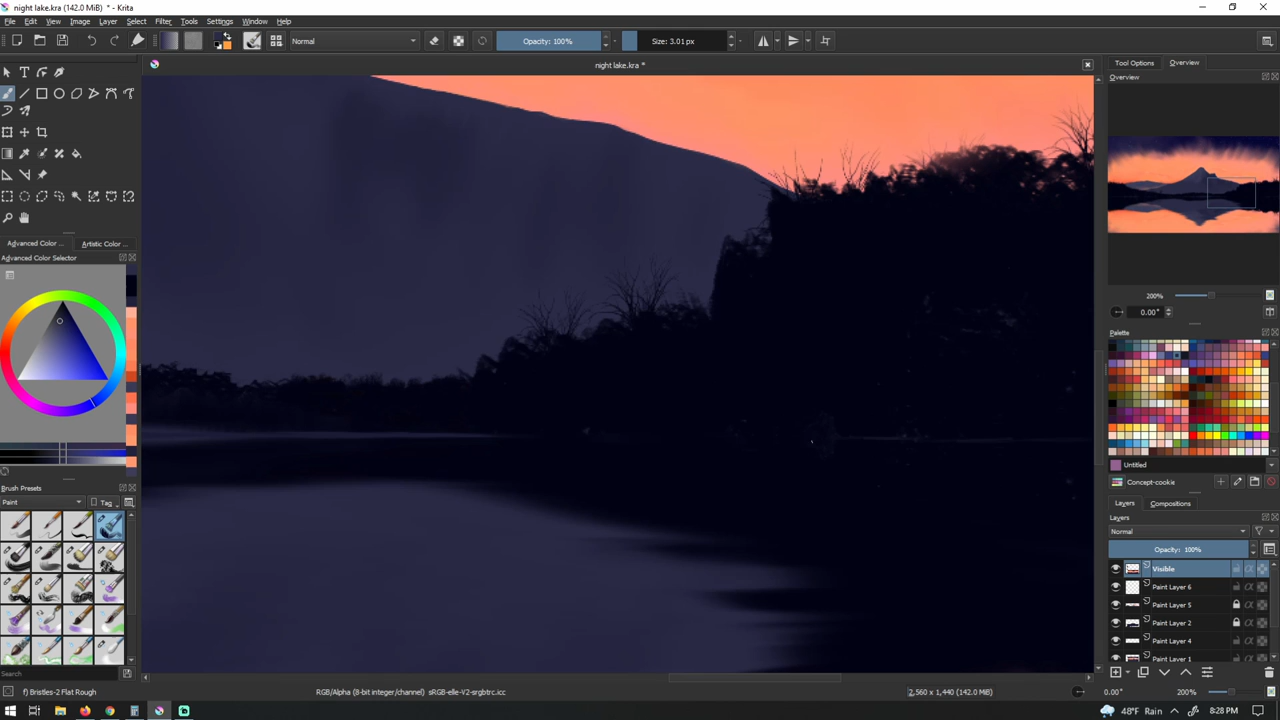 night lake.kra (142.0 MiB) * - Krita
File Edit View Image Layer Select Filter Tools Settings Window Help
Normal
Opacity: 100%
Size: 3.01 px
night lake.kra *
Tool Options
Overview
Overview
200%
0.00°
Palette
Untitled
Concept-cookie
Layers
Compositions
Layers
Normal
Opacity: 100%
Visible
Paint Layer 6
Paint Layer 5
Paint Layer 2
Paint Layer 4
Paint Layer 1
Advanced Color ...
Artistic Color ...
Advanced Color Selector
Brush Presets
Paint
Tag
Search
f) Bristles-2 Flat Rough
RGB/Alpha (8-bit integer/channel) sRGB-elle-V2-srgbtrc.icc
2,560 x 1,440 (142.0 MiB)
0.00°
200%
48°F Rain
8:28 PM